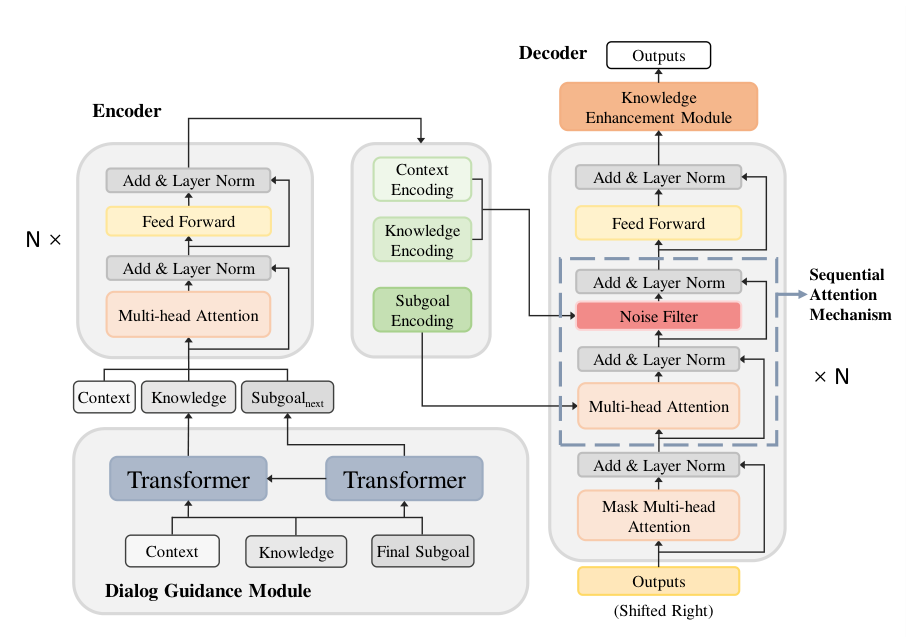 Decoder
Outputs
Knowledge
Enhancement Module
Encoder
Add & Layer Norm
Feed Forward
Add & Layer Norm
Multi-head Attention
N ×
Context
Encoding
Knowledge
Encoding
Subgoal
Encoding
Add & Layer Norm
Feed Forward
Add & Layer Norm
Noise Filter
Add & Layer Norm
Multi-head Attention
Add & Layer Norm
Mask Multi-head
Attention
Outputs
(Shifted Right)
Sequential
Attention
Mechanism
× N
Context
Knowledge
Subgoalnext
Transformer
Transformer
Context
Knowledge
Final Subgoal
Dialog Guidance Module